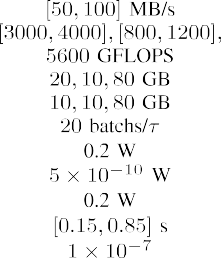 [50, 100] MB/s
[3000, 4000], [800, 1200],
5600 GFLOPS
20, 10, 80 GB
10, 10, 80 GB
20 batchs/τ
0.2 W
5 × 10⁻¹⁰ W
0.2 W
[0.15, 0.85] s
1 × 10⁻⁷